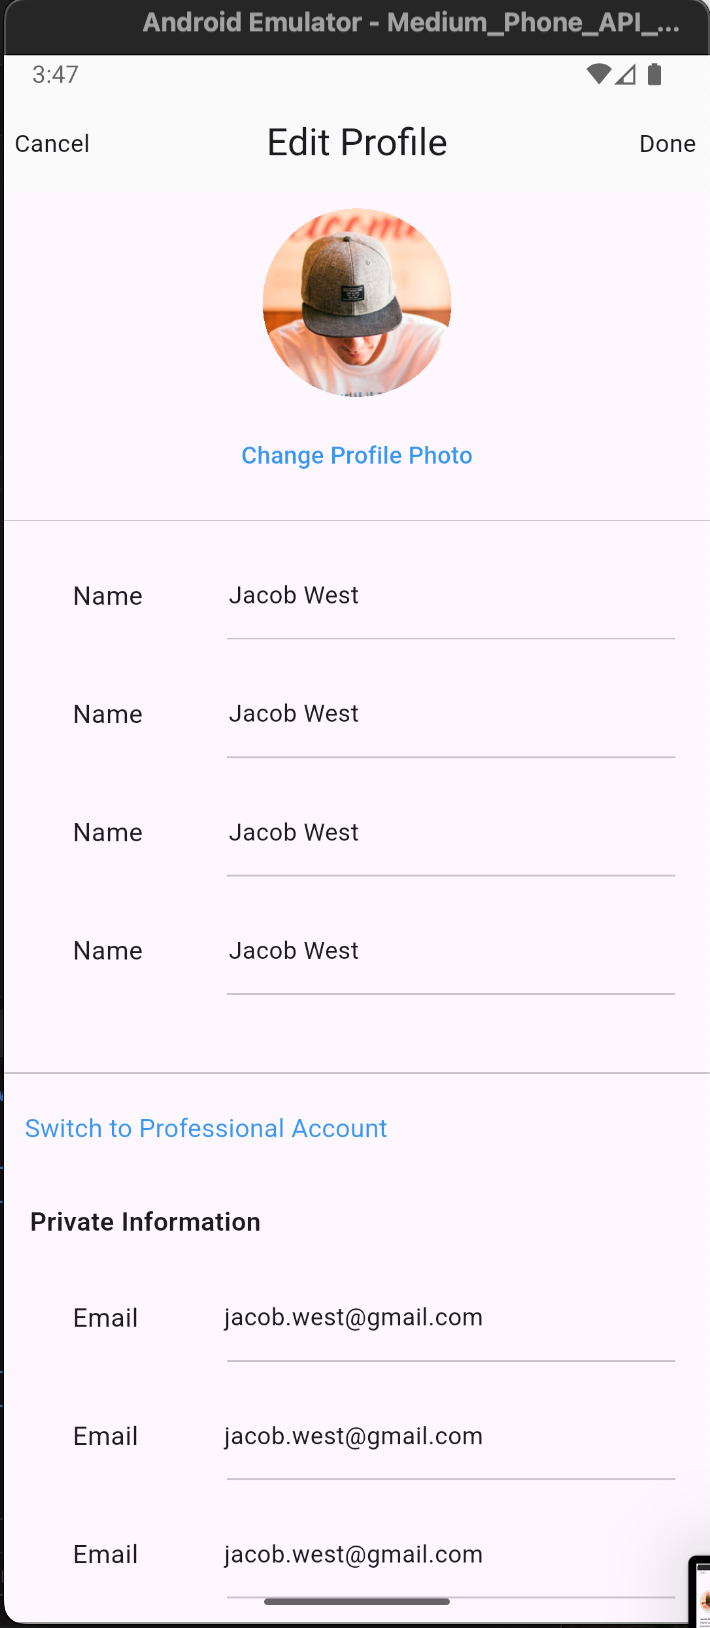 Android Emulator - Medium_Phone_API_...
3:47
Cancel Edit Profile Done
Change Profile Photo
Name Jacob West
Name Jacob West
Name Jacob West
Name Jacob West
Switch to Professional Account
Private Information
Email jacob.west@gmail.com
Email jacob.west@gmail.com
Email jacob.west@gmail.com